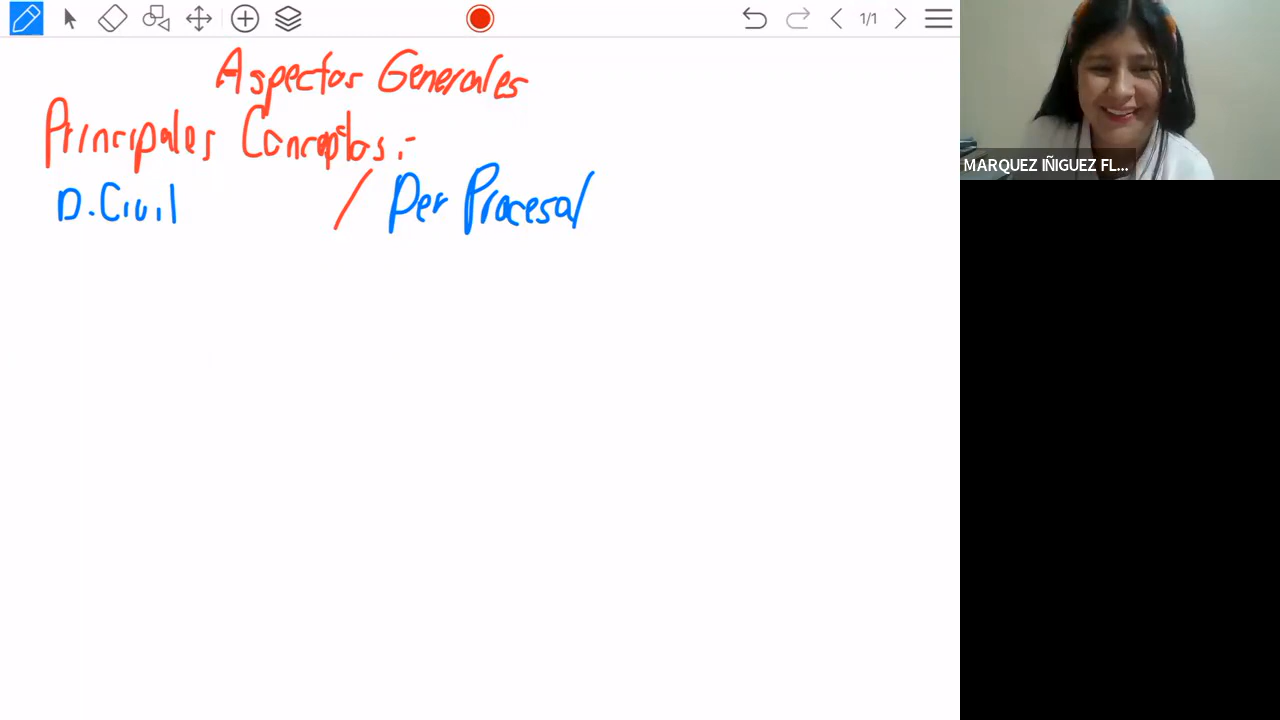 1/1
Aspectos Generales
Principales Conceptos :-
D. Civil / Der Procesal
MARQUEZ IÑIGUEZ FL...